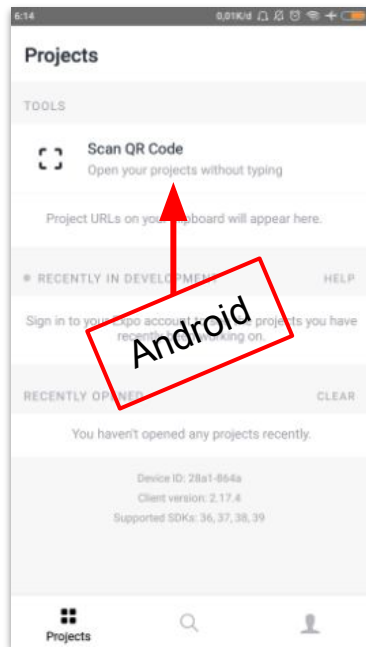 6:14 0,01K/d
Projects
TOOLS
Scan QR Code
Open your projects without typing
Project URLs on your clipboard will appear here.
RECENTLY IN DEVELOPMENT HELP
Sign in to your Expo account to projects you have
recently working on.
Android
RECENTLY OPENED CLEAR
You haven't opened any projects recently.
Device ID: 28a1-864a
Client version: 2.17.4
Supported SDKs: 36, 37, 38, 39
Projects